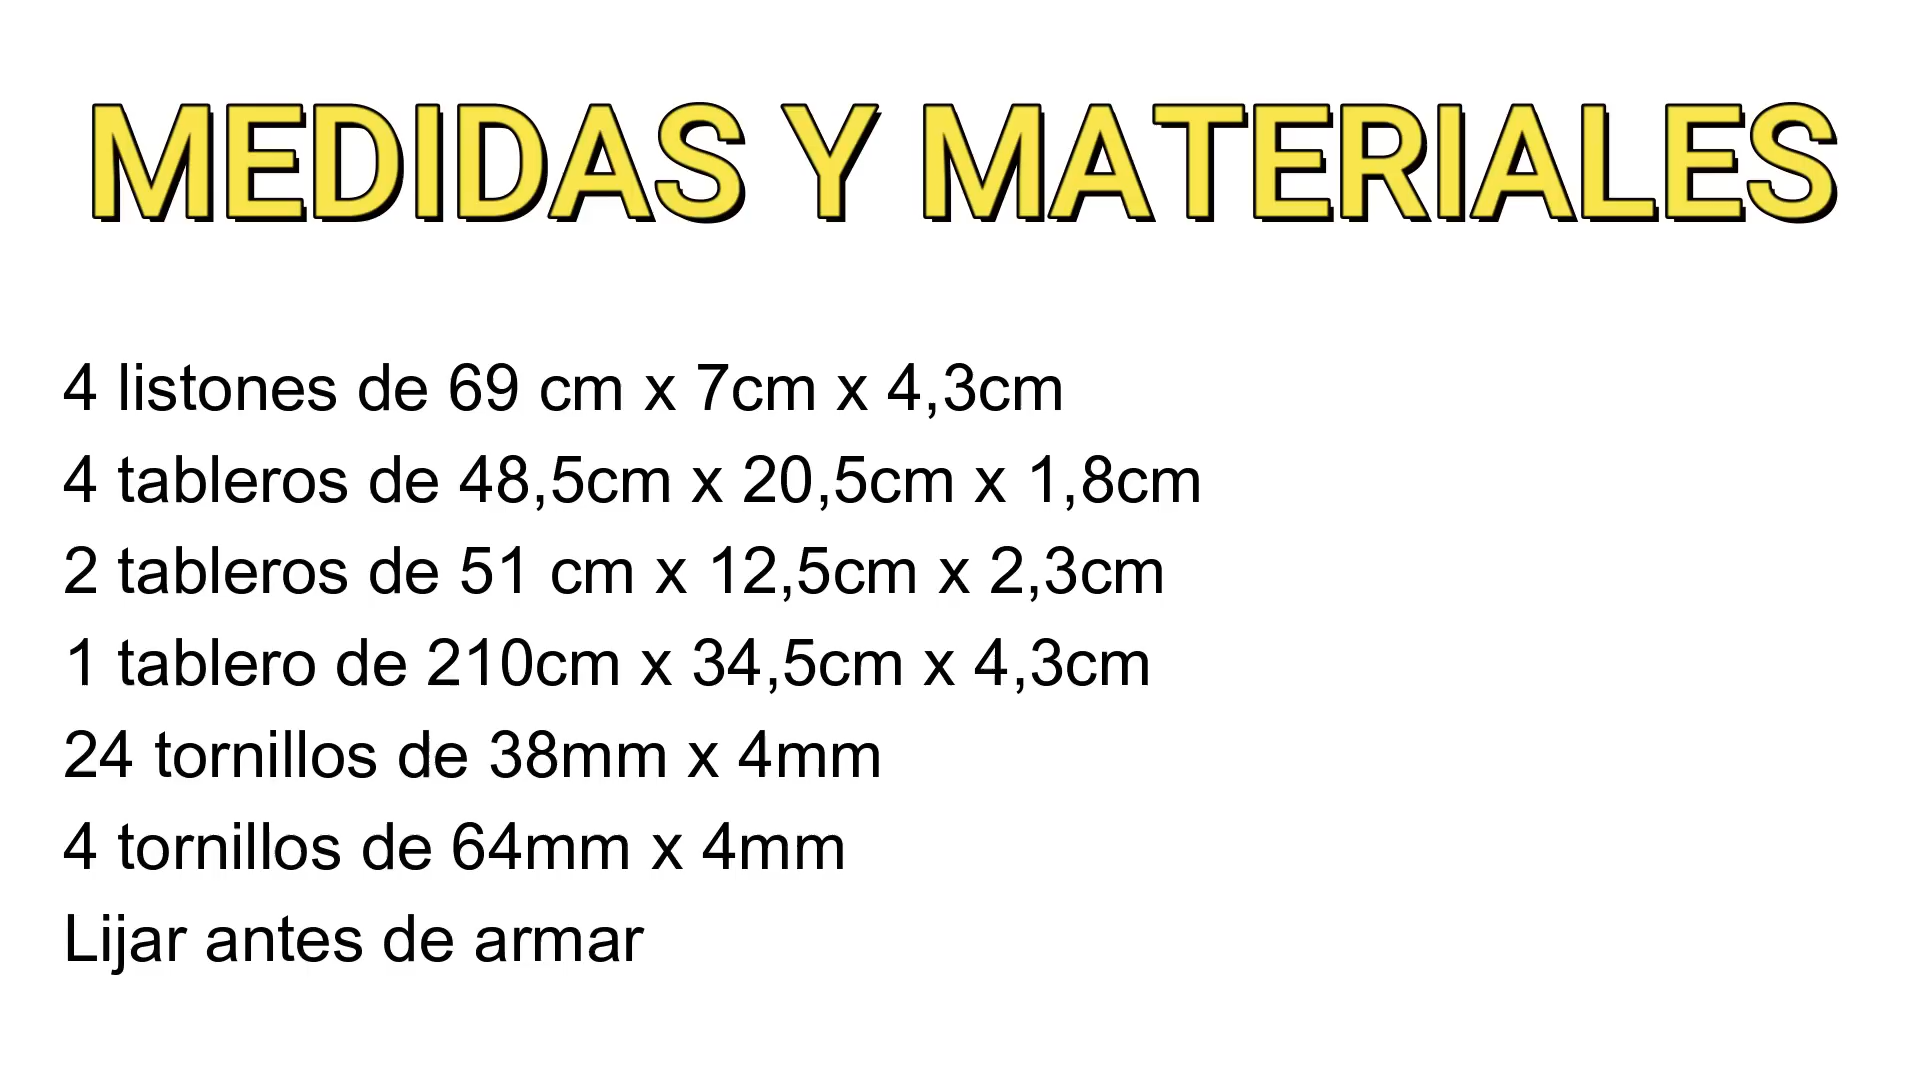 MEDIDAS Y MATERIALES
4 listones de 69 cm x 7cm x 4,3cm
4 tableros de 48,5cm x 20,5cm x 1,8cm
2 tableros de 51 cm x 12,5cm x 2,3cm
1 tablero de 210cm x 34,5cm x 4,3cm
24 tornillos de 38mm x 4mm
4 tornillos de 64mm x 4mm
Lijar antes de armar